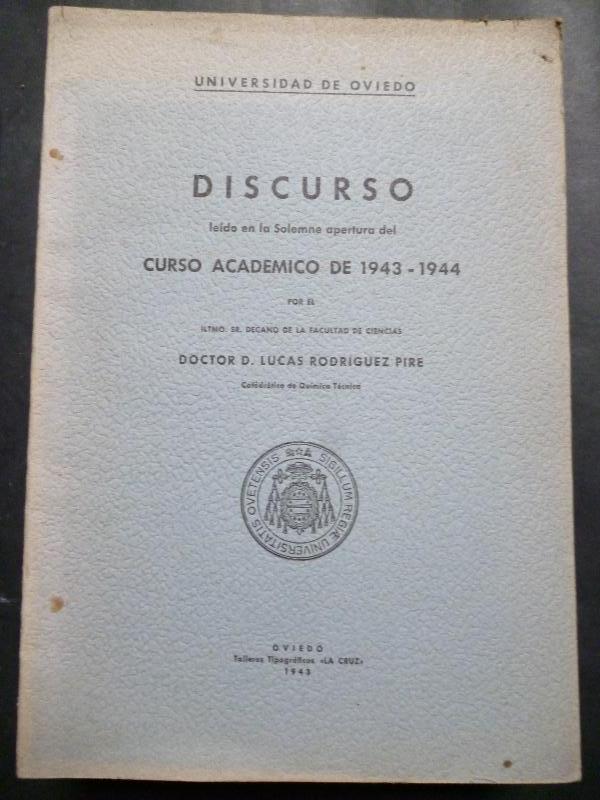 UNIVERSIDAD DE OVIEDO
DISCURSO
leído en la Solemne apertura del
CURSO ACADEMICO DE 1943 - 1944
POR EL
ILTMO. SR. DECANO DE LA FACULTAD DE CIENCIAS
DOCTOR D. LUCAS RODRIGUEZ PIRE
Catedrático de Química Técnica
SIGILLUM REGIÆ UNIVERSITATIS OVETENSIS
OVIEDO
Talleres Tipográficos «LA CRUZ»
1943